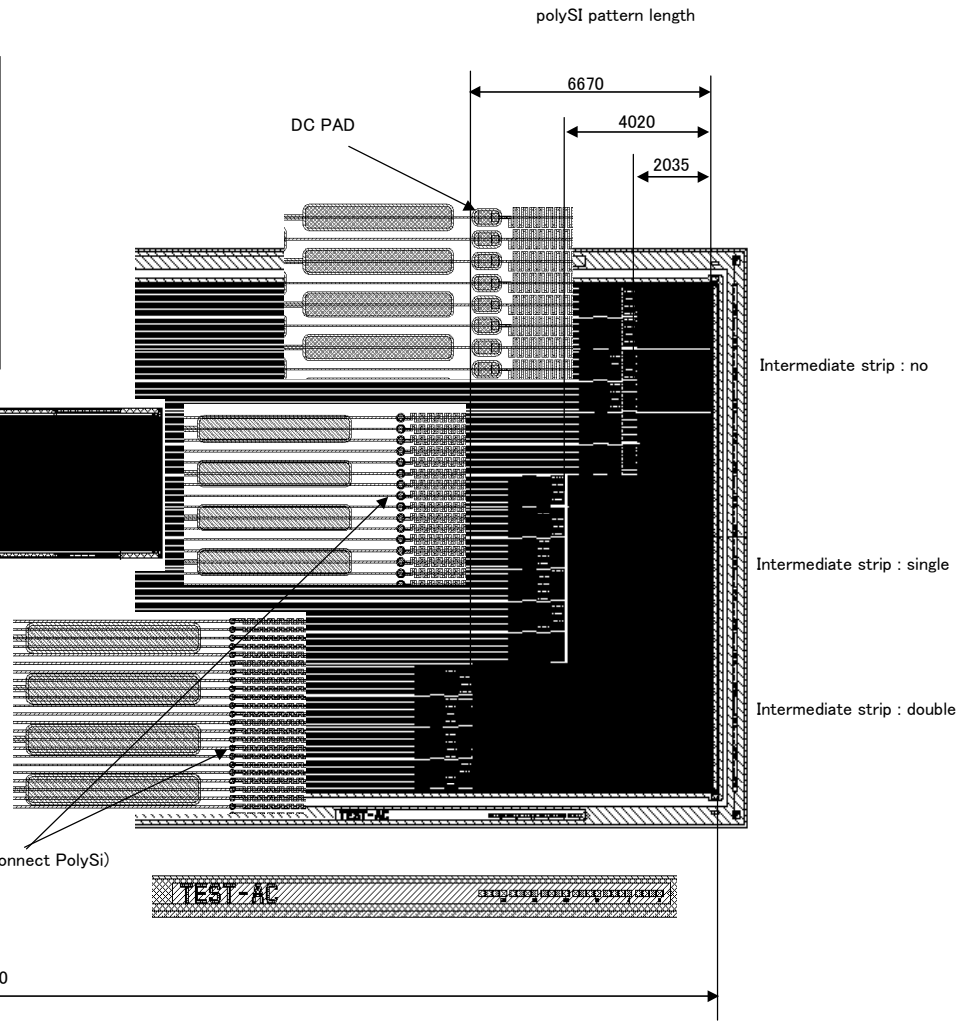 polySI pattern length
6670
4020
2035
DC PAD
Intermediate strip : no
Intermediate strip : single
Intermediate strip : double
TEST-AC
onnect PolySi)
TEST-AC
0